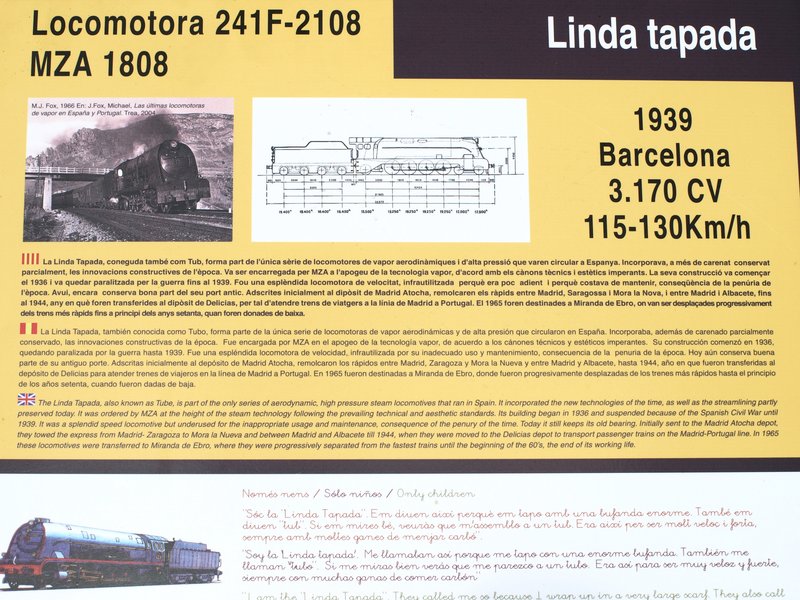 Locomotora 241F-2108
MZA 1808
Linda tapada
M.J. Fox, 1966 En: J.Fox, Michael, Las últimas locomotoras
de vapor en España y Portugal. Trea, 2004
1939
Barcelona
3.170 CV
115-130Km/h
La Linda Tapada, coneguda també com Tub, forma part de l'única sèrie de locomotores de vapor aerodinàmiques i d'alta pressió que varen circular a Espanya. Incorporava, a més de carenat conservat
parcialment, les innovacions constructives de l'època. Va ser encarregada per MZA a l'apogeu de la tecnologia vapor, d'acord amb els cànons tècnics i estètics imperants. La seva construcció va començar
el 1936 i va quedar paralitzada per la guerra fins al 1939. Fou una esplèndida locomotora de velocitat, infrautilitzada perquè era poc adient i perquè costava de mantenir, conseqüència de la penúria de
l'època. Avui, encara conserva bona part del seu port antic. Adscrites inicialment al dipòsit de Madrid Atocha, remolcaren els ràpids entre Madrid, Saragossa i Mora la Nova, i entre Madrid i Albacete, fins
al 1944, any en què foren transferides al dipòsit de Delicias, per tal d'atendre trens de viatgers a la línia de Madrid a Portugal. El 1965 foren destinades a Miranda de Ebro, on van ser desplaçades progressivament
dels trens més ràpids fins a principi dels anys setanta, quan foren donades de baixa.
La Linda Tapada, también conocida como Tubo, forma parte de la única serie de locomotoras de vapor aerodinámicas y de alta presión que circularon en España. Incorporaba, además de carenado parcialmente
conservado, las innovaciones constructivas de la época. Fue encargada por MZA en el apogeo de la tecnología vapor, de acuerdo a los cánones técnicos y estéticos imperantes. Su construcción comenzó en 1936,
quedando paralizada por la guerra hasta 1939. Fue una espléndida locomotora de velocidad, infrautilizada por su inadecuado uso y mantenimiento, consecuencia de la penuria de la época. Hoy aún conserva buena
parte de su antiguo porte. Adscritas inicialmente al depósito de Madrid Atocha, remolcaron los rápidos entre Madrid, Zaragoza y Mora la Nueva y entre Madrid y Albacete, hasta 1944, año en que fueron transferidas al
depósito de Delicias para atender trenes de viajeros en la línea de Madrid a Portugal. En 1965 fueron destinadas a Miranda de Ebro, donde fueron progresivamente desplazadas de los trenes más rápidos hasta el principio
de los años setenta, cuando fueron dadas de baja.
The Linda Tapada, also known as Tube, is part of the only series of aerodynamic, high pressure steam locomotives that ran in Spain. It incorporated the new technologies of the time, as well as the streamlining partly
preserved today. It was ordered by MZA at the height of the steam technology following the prevailing technical and aesthetic standards. Its building began in 1936 and suspended because of the Spanish Civil War until
1939. It was a splendid speed locomotive but underused for the inappropriate usage and maintenance, consequence of the penury of the time. Today it still keeps its old bearing. Initially sent to the Madrid Atocha depot,
they towed the express from Madrid- Zaragoza to Mora la Nueva and between Madrid and Albacete till 1944, when they were moved to the Delicias depot to transport passenger trains on the Madrid-Portugal line. In 1965
these locomotives were transferred to Miranda de Ebro, where they were progressively separated from the fastest trains until the beginning of the 60's, the end of its working life.
Només nens / Sólo niños / Only children
"Sóc la "Linda Tapada". Em diuen així perquè em tapo amb una bufanda enorme. També em
diuen "tub". Si em mires bé, veuràs que m'assemblo a un tub. Era així per ser molt veloç i forta,
sempre amb moltes ganes de menjar carbó".
"Soy la "Linda tapada". Me llamaban así porque me tapo con una enorme bufanda. También me
llaman "tubo". Si me miras bien verás que me parezco a un tubo. Era así para ser muy veloz y fuerte,
siempre con muchas ganas de comer carbón"
"I am the "Linda Tapada". They called me so because I wrap up in a very large scarf. They also call